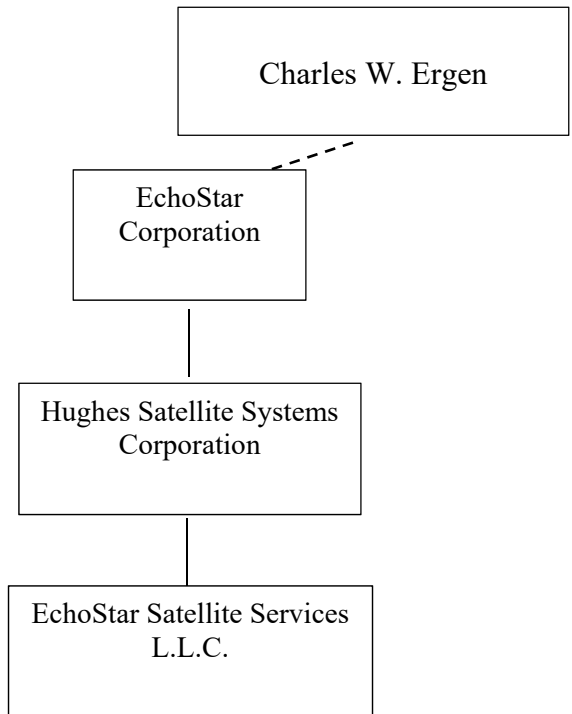 Charles W. Ergen
EchoStar
Corporation
Hughes Satellite Systems
Corporation
EchoStar Satellite Services
L.L.C.